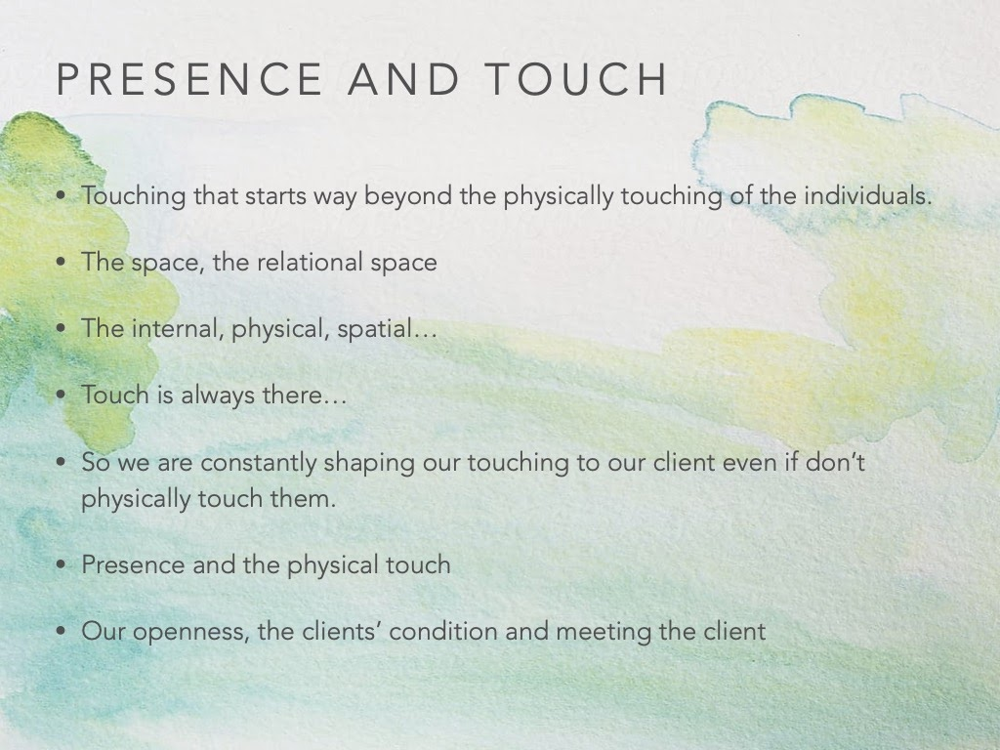 PRESENCE AND TOUCH
• Touching that starts way beyond the physically touching of the individuals.
• The space, the relational space
• The internal, physical, spatial…
• Touch is always there…
• So we are constantly shaping our touching to our client even if don’t
physically touch them.
• Presence and the physical touch
• Our openness, the clients’ condition and meeting the client